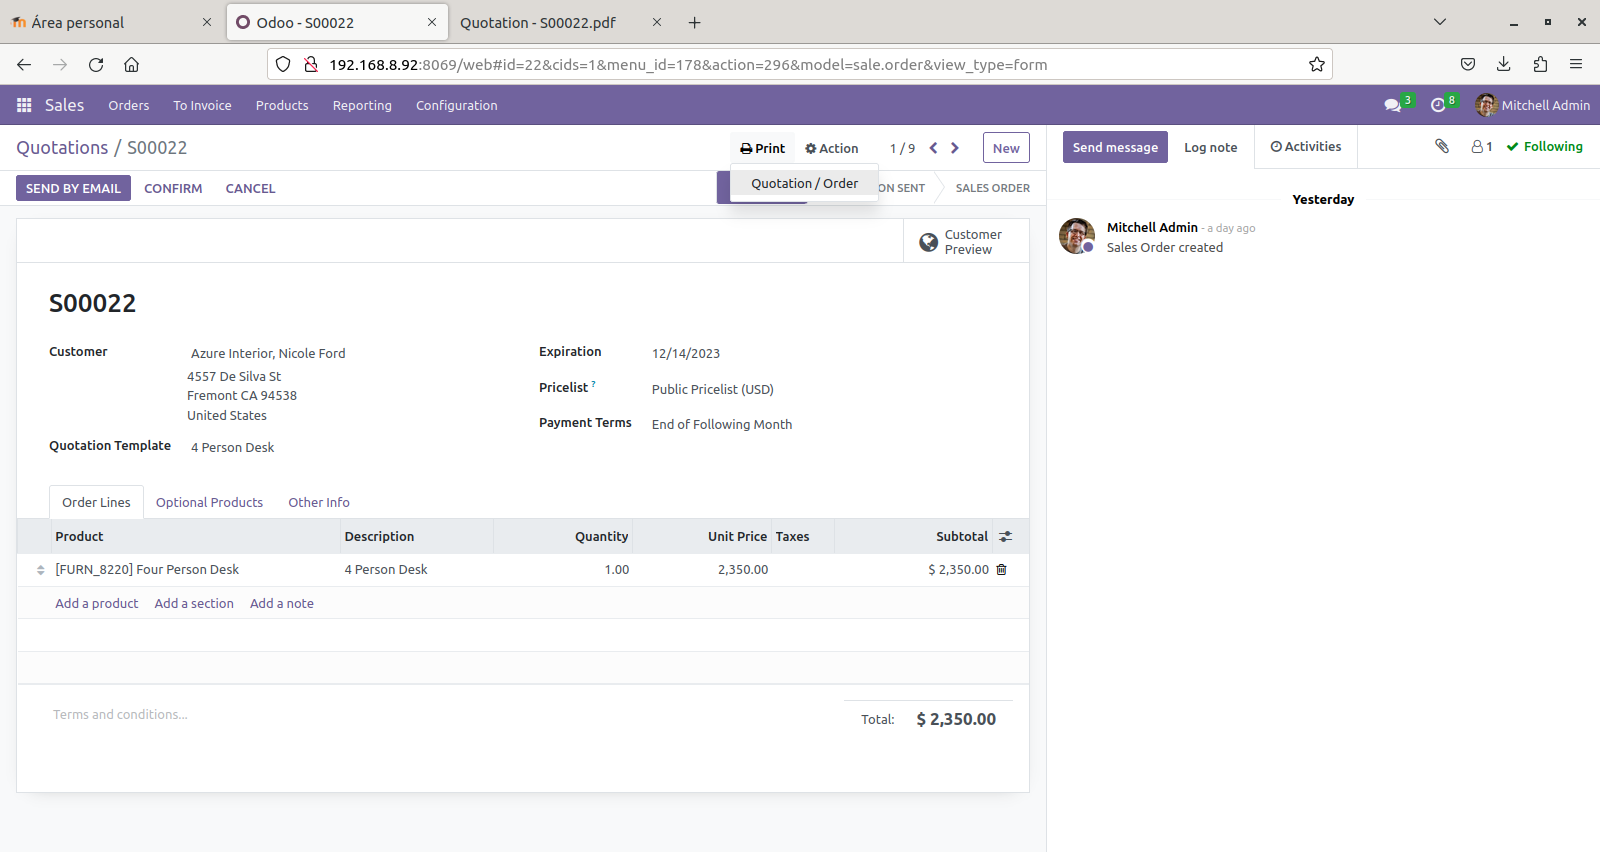 Área personal
Odoo - S00022
Quotation - S00022.pdf
192.168.8.92:8069/web#id=22&cids=1&menu_id=178&action=296&model=sale.order&view_type=form
Sales Orders To Invoice Products Reporting Configuration
3 8 Mitchell Admin
Quotations / S00022
Print Action 1 / 9 New
Send message Log note Activities 1 Following
SEND BY EMAIL CONFIRM CANCEL
Quotation / Order
ON SENT SALES ORDER
Customer
Preview
Yesterday
Mitchell Admin - a day ago
Sales Order created
S00022
Customer Azure Interior, Nicole Ford
4557 De Silva St
Fremont CA 94538
United States
Quotation Template 4 Person Desk
Expiration 12/14/2023
Pricelist ? Public Pricelist (USD)
Payment Terms End of Following Month
Order Lines Optional Products Other Info
Product Description Quantity Unit Price Taxes Subtotal
[FURN_8220] Four Person Desk 4 Person Desk 1.00 2,350.00 $ 2,350.00
Add a product Add a section Add a note
Terms and conditions...
Total: $ 2,350.00